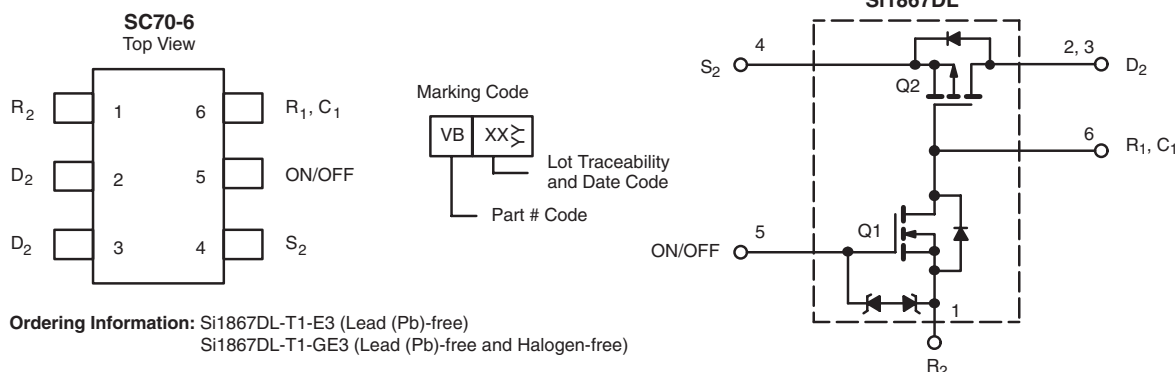 SC70-6
Top View
R2
1
6
R1, C1
D2
2
5
ON/OFF
D2
3
4
S2
Marking Code
VB
XX
YY
Lot Traceability
and Date Code
Part # Code
Ordering Information: Si1867DL-T1-E3 (Lead (Pb)-free)
Si1867DL-T1-GE3 (Lead (Pb)-free and Halogen-free)
Si1867DL
4
S2
2, 3
D2
Q2
6
R1, C1
Q1
5
ON/OFF
1
R2